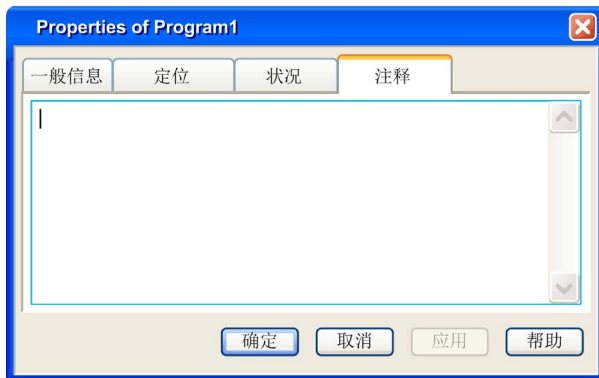 Properties of Program1
一般信息 定位 状况 注释
确定 取消 应用 帮助